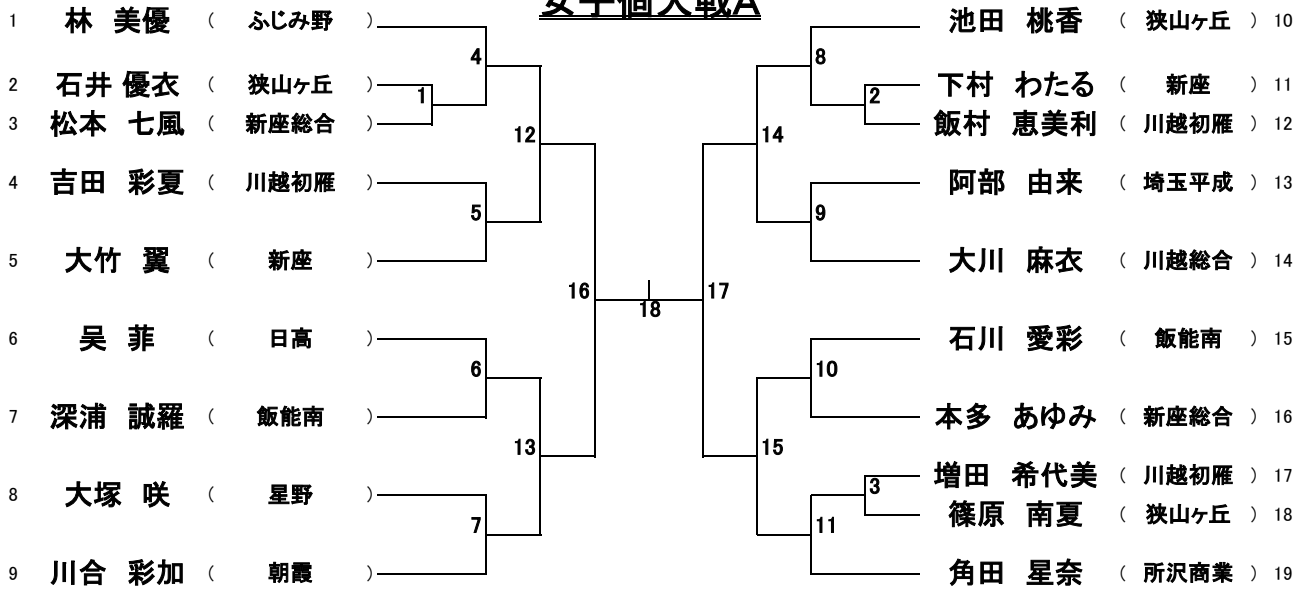 女子個人戦A
1 林 美優 ( ふじみ野 )
2 石井 優衣 ( 狭山ヶ丘 )
3 松本 七風 ( 新座総合 )
4 吉田 彩夏 ( 川越初雁 )
5 大竹 翼 ( 新座 )
6 吴 菲 ( 日高 )
7 深浦 誠羅 ( 飯能南 )
8 大塚 咲 ( 星野 )
9 川合 彩加 ( 朝霞 )
4
1
12
5
16
6
13
7
18
8
2
14
9
17
10
15
3
11
池田 桃香 ( 狭山ヶ丘 ) 10
下村 わたる ( 新座 ) 11
飯村 恵美利 ( 川越初雁 ) 12
阿部 由来 ( 埼玉平成 ) 13
大川 麻衣 ( 川越総合 ) 14
石川 愛彩 ( 飯能南 ) 15
本多 あゆみ ( 新座総合 ) 16
増田 希代美 ( 川越初雁 ) 17
篠原 南夏 ( 狭山ヶ丘 ) 18
角田 星奈 ( 所沢商業 ) 19